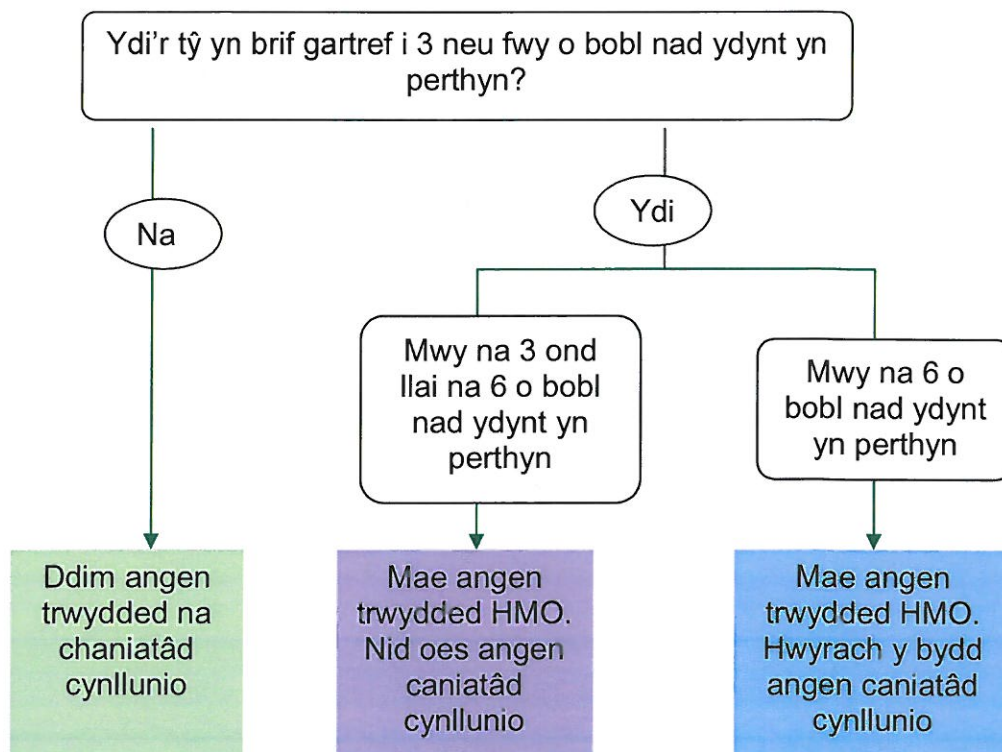 Ydi'r tŷ yn brif gartref i 3 neu fwy o bobl nad ydynt yn
perthyn?
Na
Ydi
Mwy na 3 ond
llai na 6 o bobl
nad ydynt yn
perthyn
Mwy na 6 o
bobl nad ydynt
yn perthyn
Ddim angen
trwydded na
chaniatâd
cynllunio
Mae angen
trwydded HMO.
Nid oes angen
caniatâd
cynllunio
Mae angen
trwydded HMO.
Hwyrach y bydd
angen caniatâd
cynllunio